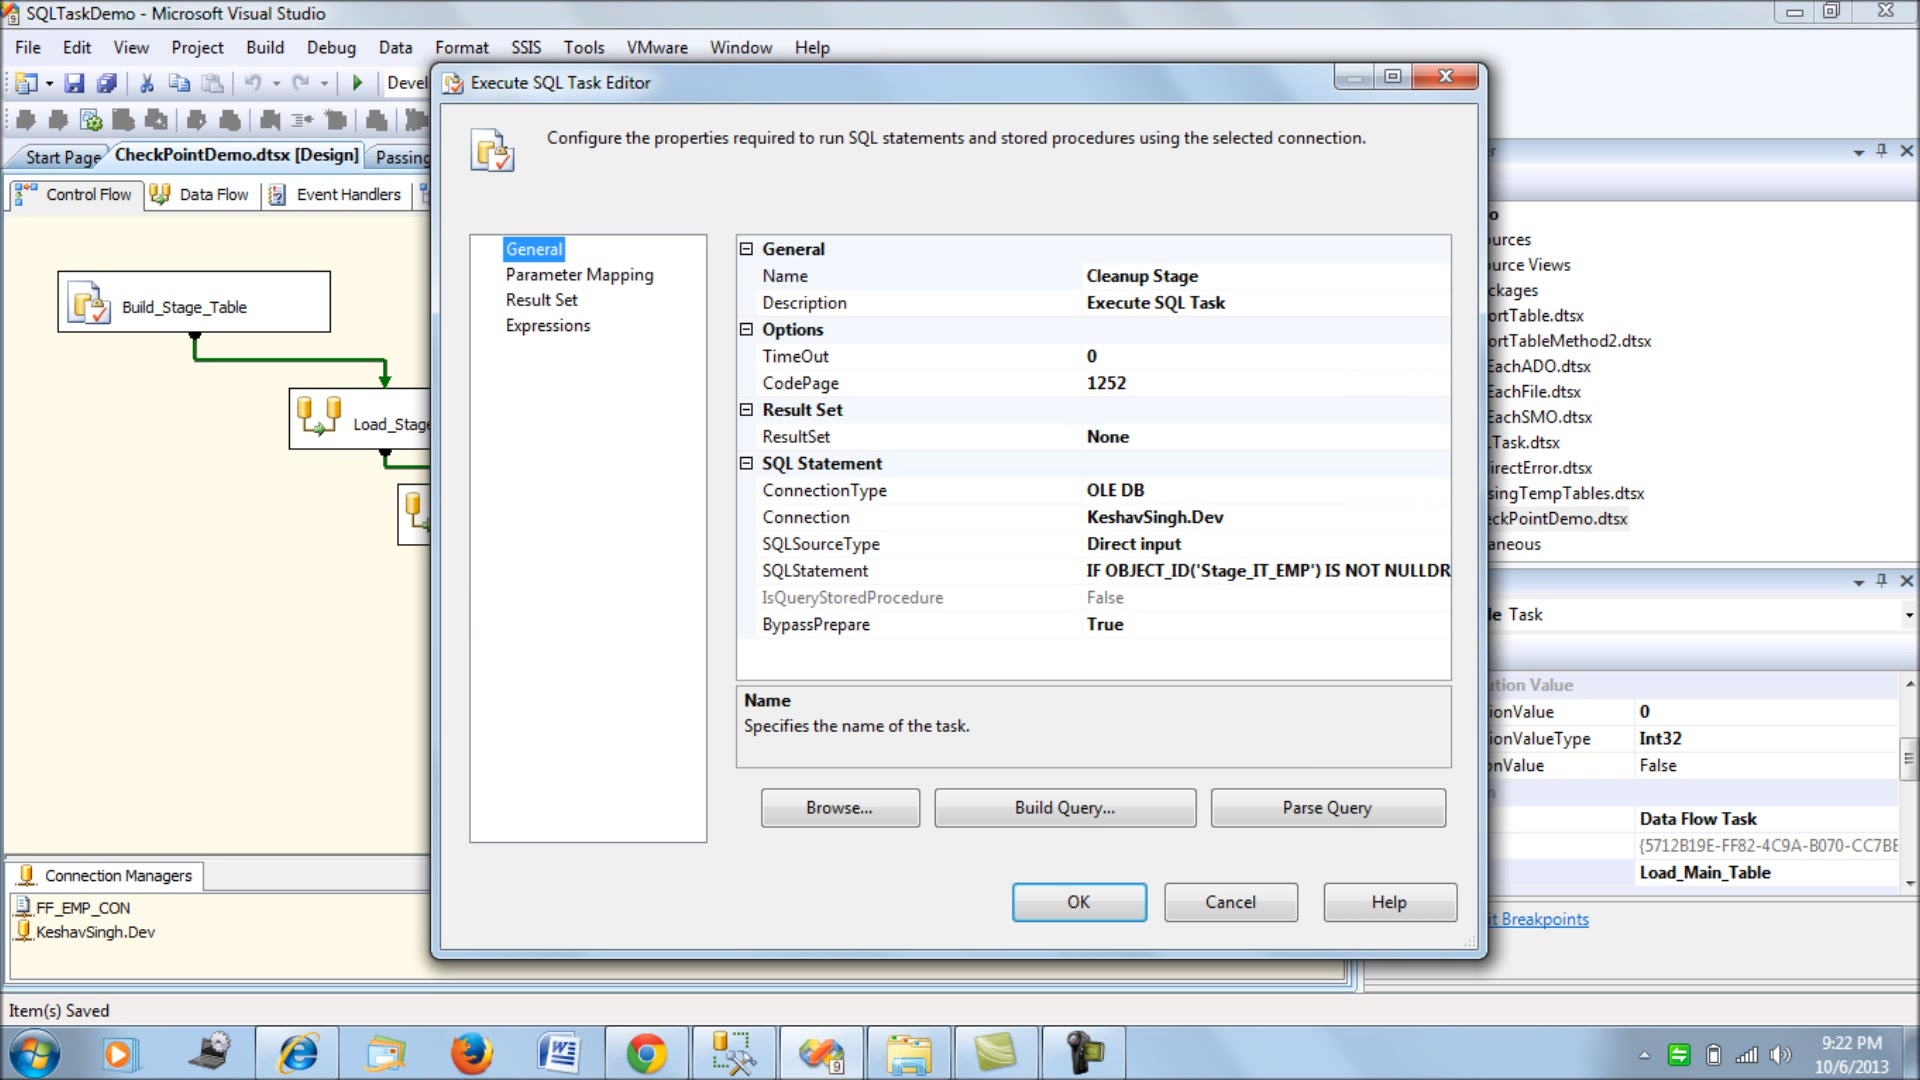 SQLTaskDemo - Microsoft Visual Studio
File Edit View Project Build Debug Data Format SSIS Tools VMware Window Help
Devel
Execute SQL Task Editor
Configure the properties required to run SQL statements and stored procedures using the selected connection.
Start Page CheckPointDemo.dtsx [Design] Passing
Control Flow Data Flow Event Handlers
Build_Stage_Table
Load_Stage
General
Parameter Mapping
Result Set
Expressions
General
Name Cleanup Stage
Description Execute SQL Task
Options
TimeOut 0
CodePage 1252
Result Set
ResultSet None
SQL Statement
ConnectionType OLE DB
Connection KeshavSingh.Dev
SQLSourceType Direct input
SQLStatement IF OBJECT_ID('Stage_IT_EMP') IS NOT NULLDR
IsQueryStoredProcedure False
BypassPrepare True
Name
Specifies the name of the task.
Browse... Build Query... Parse Query
OK Cancel Help
er
o
urces
urce Views
ckages
ortTable.dtsx
ortTableMethod2.dtsx
EachADO.dtsx
EachFile.dtsx
EachSMO.dtsx
LTask.dtsx
directError.dtsx
singTempTables.dtsx
eckPointDemo.dtsx
aneous
le Task
ution Value
ionValue 0
ionValueType Int32
onValue False
n
Data Flow Task
{5712B19E-FF82-4C9A-B070-CC7BE
Load_Main_Table
it Breakpoints
Connection Managers
FF_EMP_CON
KeshavSingh.Dev
Item(s) Saved
9:22 PM
10/6/2013